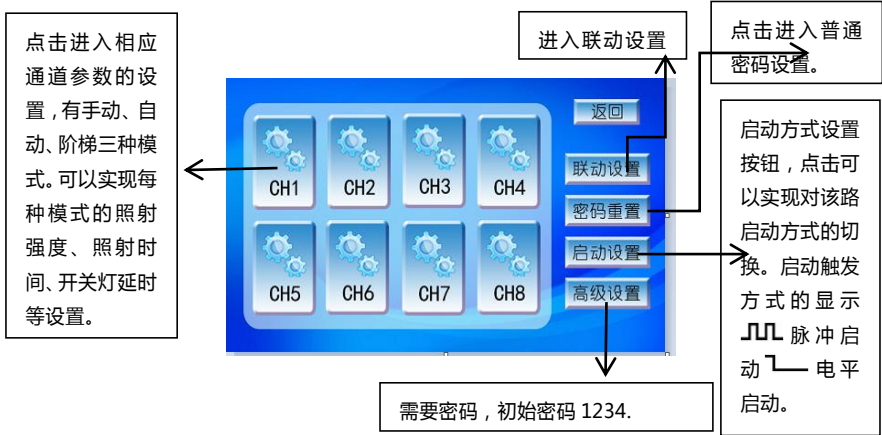 点击进入相应
通道参数的设
置，有手动、自
动、阶梯三种模
式。可以实现每
种模式的照射
强度、照射时
间、开关灯延时
等设置。
进入联动设置
点击进入普通
密码设置。
返回
联动设置
密码重置
启动设置
高级设置
CH1 CH2 CH3 CH4
CH5 CH6 CH7 CH8
启动方式设置
按钮，点击可
以实现对该路
启动方式的切
换。启动触发
方式的显示
脉冲启
动 电平
启动。
需要密码，初始密码 1234.